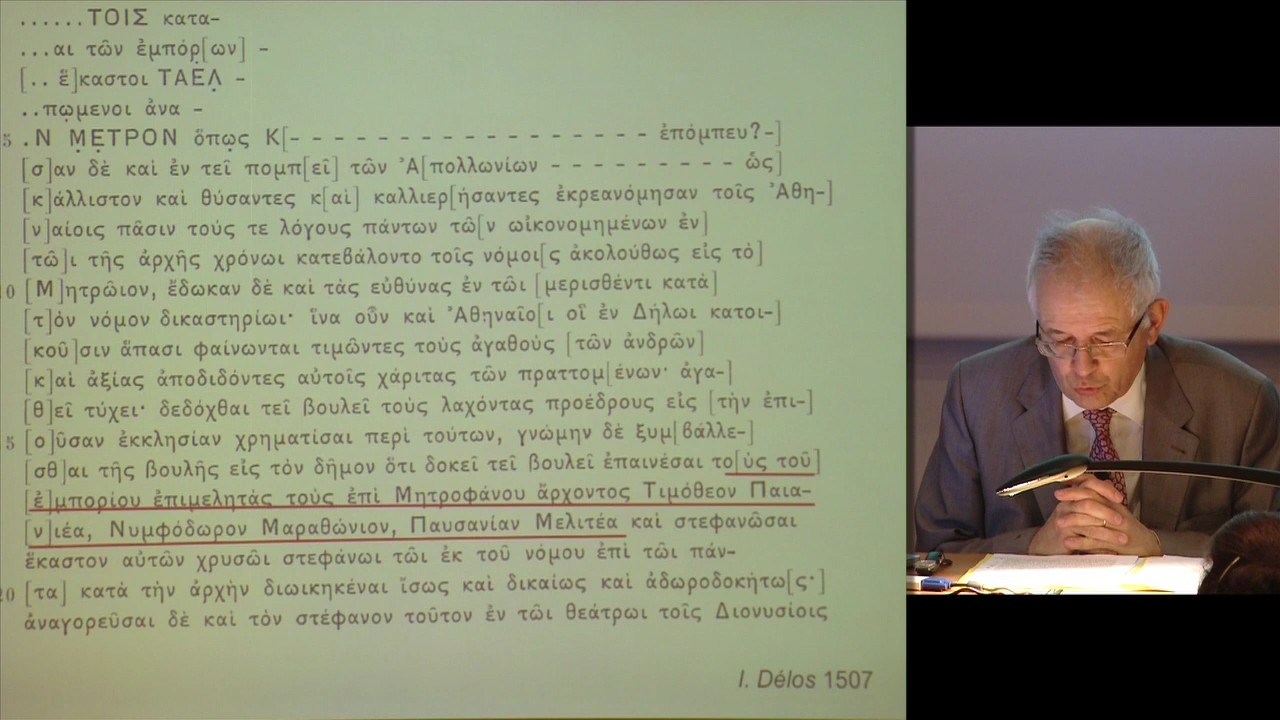 ......ΤΟΙΣ κατα-
...αι τῶν ἐμπόρ̣[ων] -
[.. ἕ]καστοι ΤΑΕΛ̣ -
..πω̣μενοι ἀνα -
5 .Ν Μ̣Ε̣ΤΡΟΝ ὅπω̣ς Κ[- - - - - - - - - - - - - - - - - - ἐπόμπευ?-]
[σ]αν δὲ καὶ ἐν τεῖ πομπ[εῖ] τῶν Ἀ[πολλωνίων - - - - - - - - - ὡς]
[κ]άλλιστον καὶ θύσαντες κ[αὶ] καλλιερ[ήσαντες ἐκρεανόμησαν τοῖς Ἀθη-]
[ν]αίοις πᾶσιν τούς τε λόγους πάντων τῶ[ν ᾠκονομημένων ἐν]
[τῶ]ι τῆς ἀρχῆς χρόνωι κατεβάλοντο τοῖς νόμοι[ς ἀκολούθως εἰς τὸ]
10 [Μ]ητρῶιον, ἔδωκαν δὲ καὶ τὰς εὐθύνας ἐν τῶι [μερισθέντι κατὰ]
[τ]ὸν νόμον δικαστηρίωι· ἵνα οὖν καὶ Ἀθηναῖο[ι οἳ ἐν Δήλωι κατοι-]
[κοῦ]σιν ἅπασι φαίνωνται τιμῶντες τοὺς ἀγαθοὺς [τῶν ἀνδρῶν]
[κ]αὶ ἀξίας ἀποδιδόντες αὐτοῖς χάριτας τῶν πραττομ[ένων· ἀγα-]
[θ]εῖ τύχει· δεδόχθαι τεῖ βουλεῖ τοὺς λαχόντας προέδρους εἰς [τὴν ἐπι-]
5 [ο]ῦσαν ἐκκλησίαν χρηματίσαι περὶ τούτων, γνώμην δὲ ξυμ[βάλλε-]
[σθ]αι τῆς βουλῆς εἰς τὸν δῆμον ὅτι δοκεῖ τεῖ βουλεῖ ἐπαινέσαι το[ὺς τοῦ]
[ἐ]μπορίου ἐπιμελητὰς τοὺς ἐπὶ Μητροφάνου ἄρχοντος Τιμόθεον Παια-
[ν]ιέα, Νυμφόδωρον Μαραθώνιον, Παυσανίαν Μελιτέα καὶ στεφανῶσαι
ἕκαστον αὐτῶν χρυσῶι στεφάνωι τῶι ἐκ τοῦ νόμου ἐπὶ τῶι πάν-
20 [τα] κατὰ τὴν ἀρχὴν διωικηκέναι ἴσως καὶ δικαίως καὶ ἀδωροδοκήτω[ς·]
ἀναγορεῦσαι δὲ καὶ τὸν στέφανον τοῦτον ἐν τῶι θεάτρωι τοῖς Διονυσίοις
I. Délos 1507